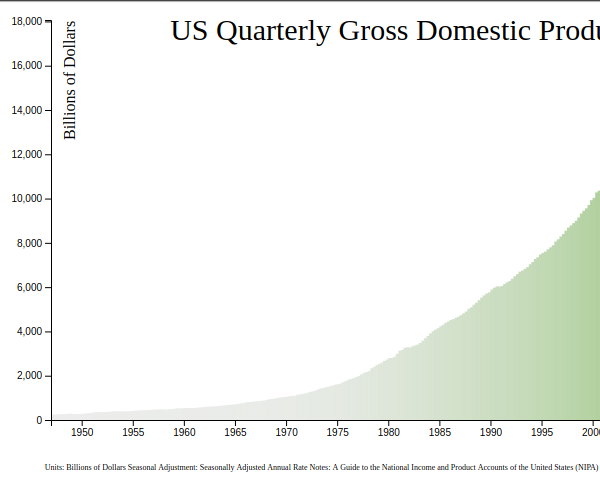 US Quarterly Gross Domestic Produ
Billions of Dollars
18,000
16,000
14,000
12,000
10,000
8,000
6,000
4,000
2,000
0
1950 1955 1960 1965 1970 1975 1980 1985 1990 1995 200
Units: Billions of Dollars Seasonal Adjustment: Seasonally Adjusted Annual Rate Notes: A Guide to the National Income and Product Accounts of the United States (NIPA)